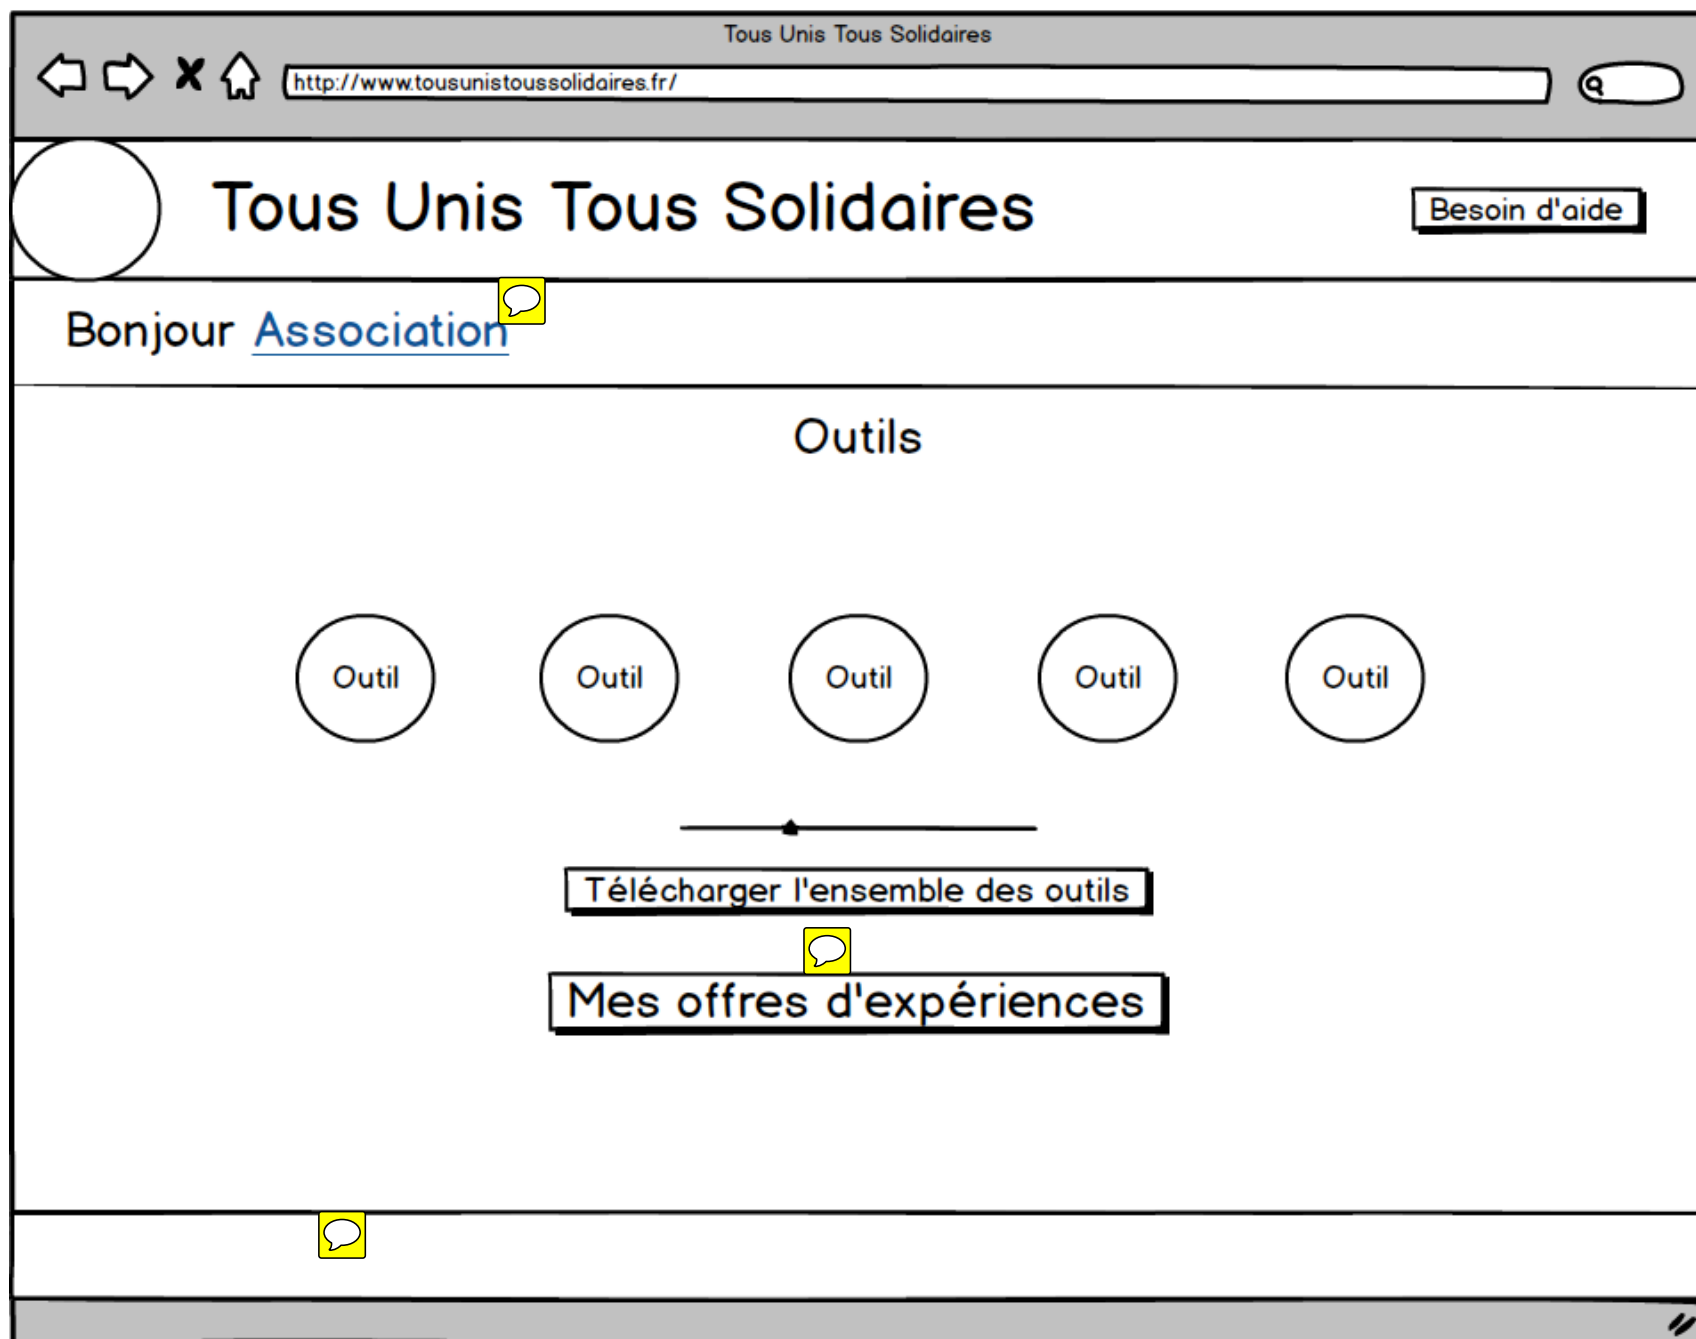 Tous Unis Tous Solidaires
http://www.tousunistoussolidaires.fr/
Tous Unis Tous Solidaires
Besoin d'aide
Bonjour Association
Outils
Outil Outil Outil Outil Outil
Télécharger l'ensemble des outils
Mes offres d'expériences